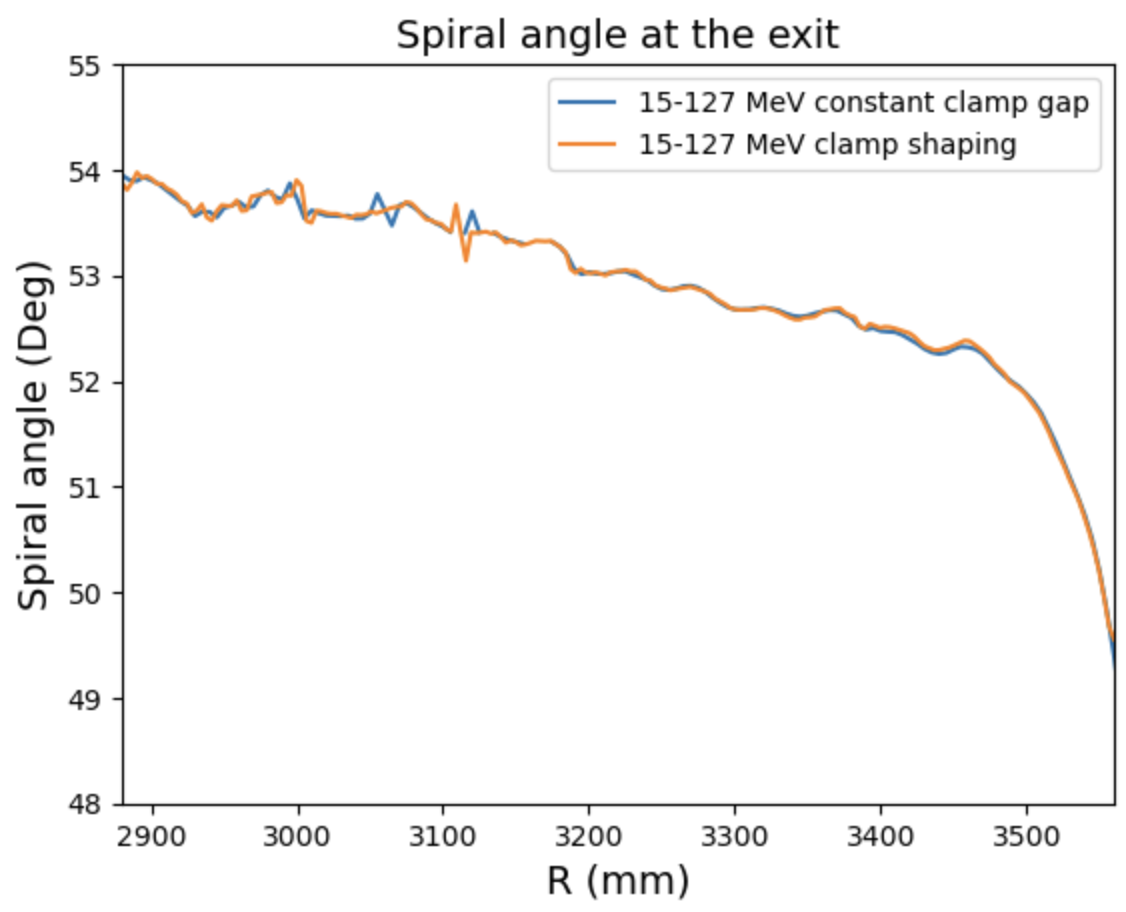 Spiral angle at the exit
55
54
53
52
51
50
49
48
Spiral angle (Deg)
15-127 MeV constant clamp gap
15-127 MeV clamp shaping
2900 3000 3100 3200 3300 3400 3500
R (mm)